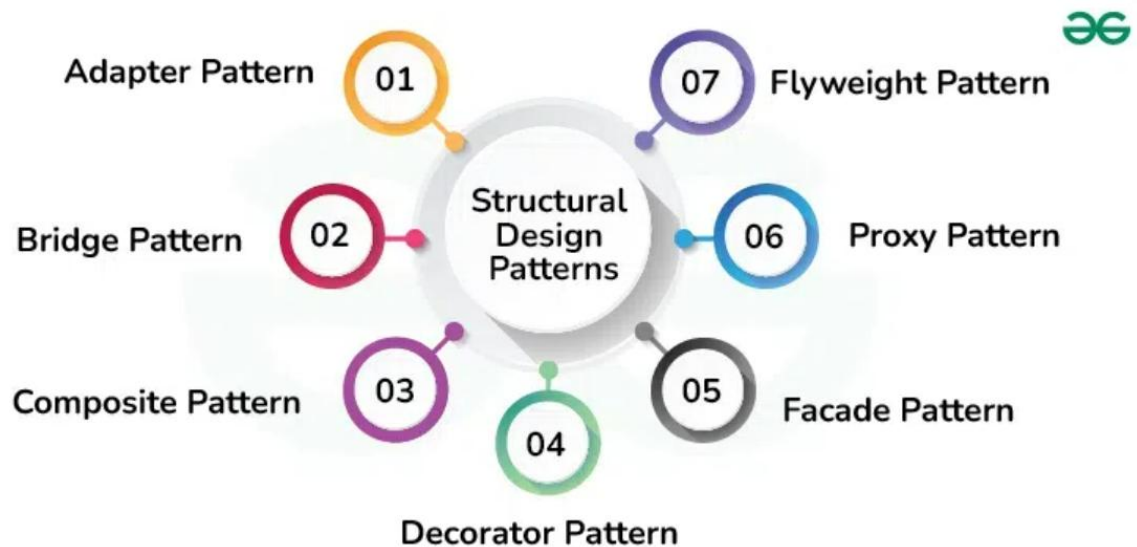 Structural
Design
Patterns
01
Adapter Pattern
02
Bridge Pattern
03
Composite Pattern
04
Decorator Pattern
05
Facade Pattern
06
Proxy Pattern
07
Flyweight Pattern